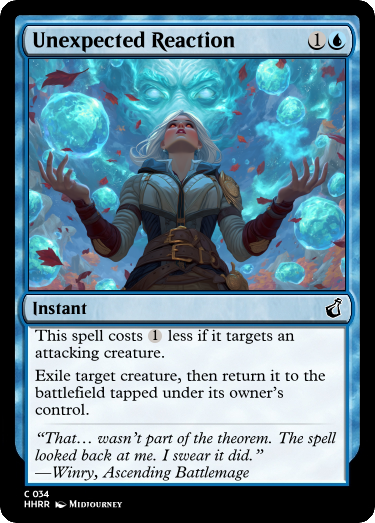 Unexpected Reaction 1
Instant
This spell costs 1 less if it targets an
attacking creature.
Exile target creature, then return it to the
battlefield tapped under its owner's
control.
“That… wasn't part of the theorem. The spell
looked back at me. I swear it did.”
—Winry, Ascending Battlemage
C 034
HHRR Midjourney